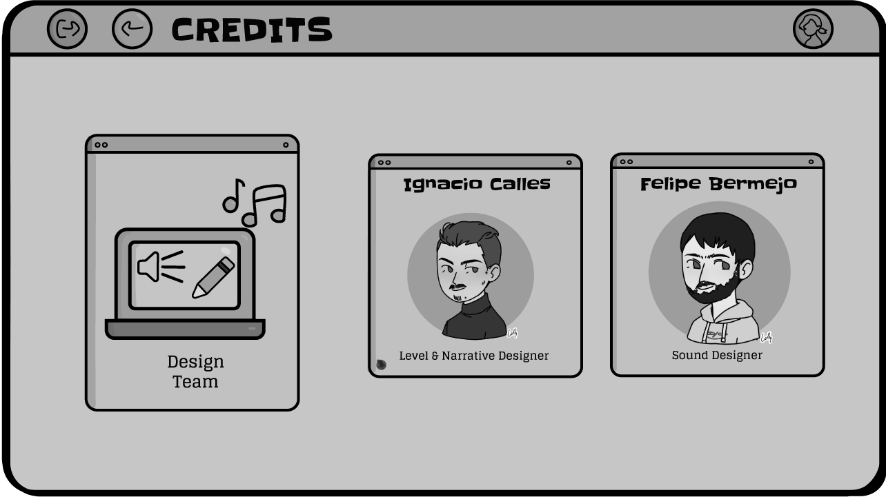 CREDITS
Design
Team
Ignacio Calles
Level & Narrative Designer
Felipe Bermejo
Sound Designer